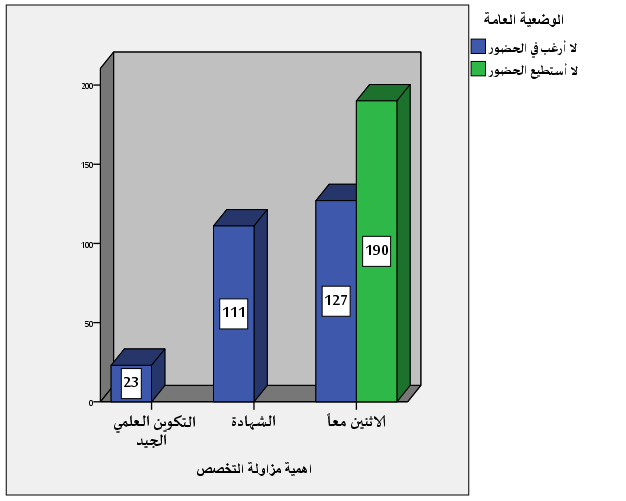 الوضعية العامة
لا أرغب في الحضور
لا أستطيع الحضور
200
150
100
50
0
23
111
127
190
التكوين العلمي
الجيد
الشهادة
الاثنين معاً
اهمية مزاولة التخصص